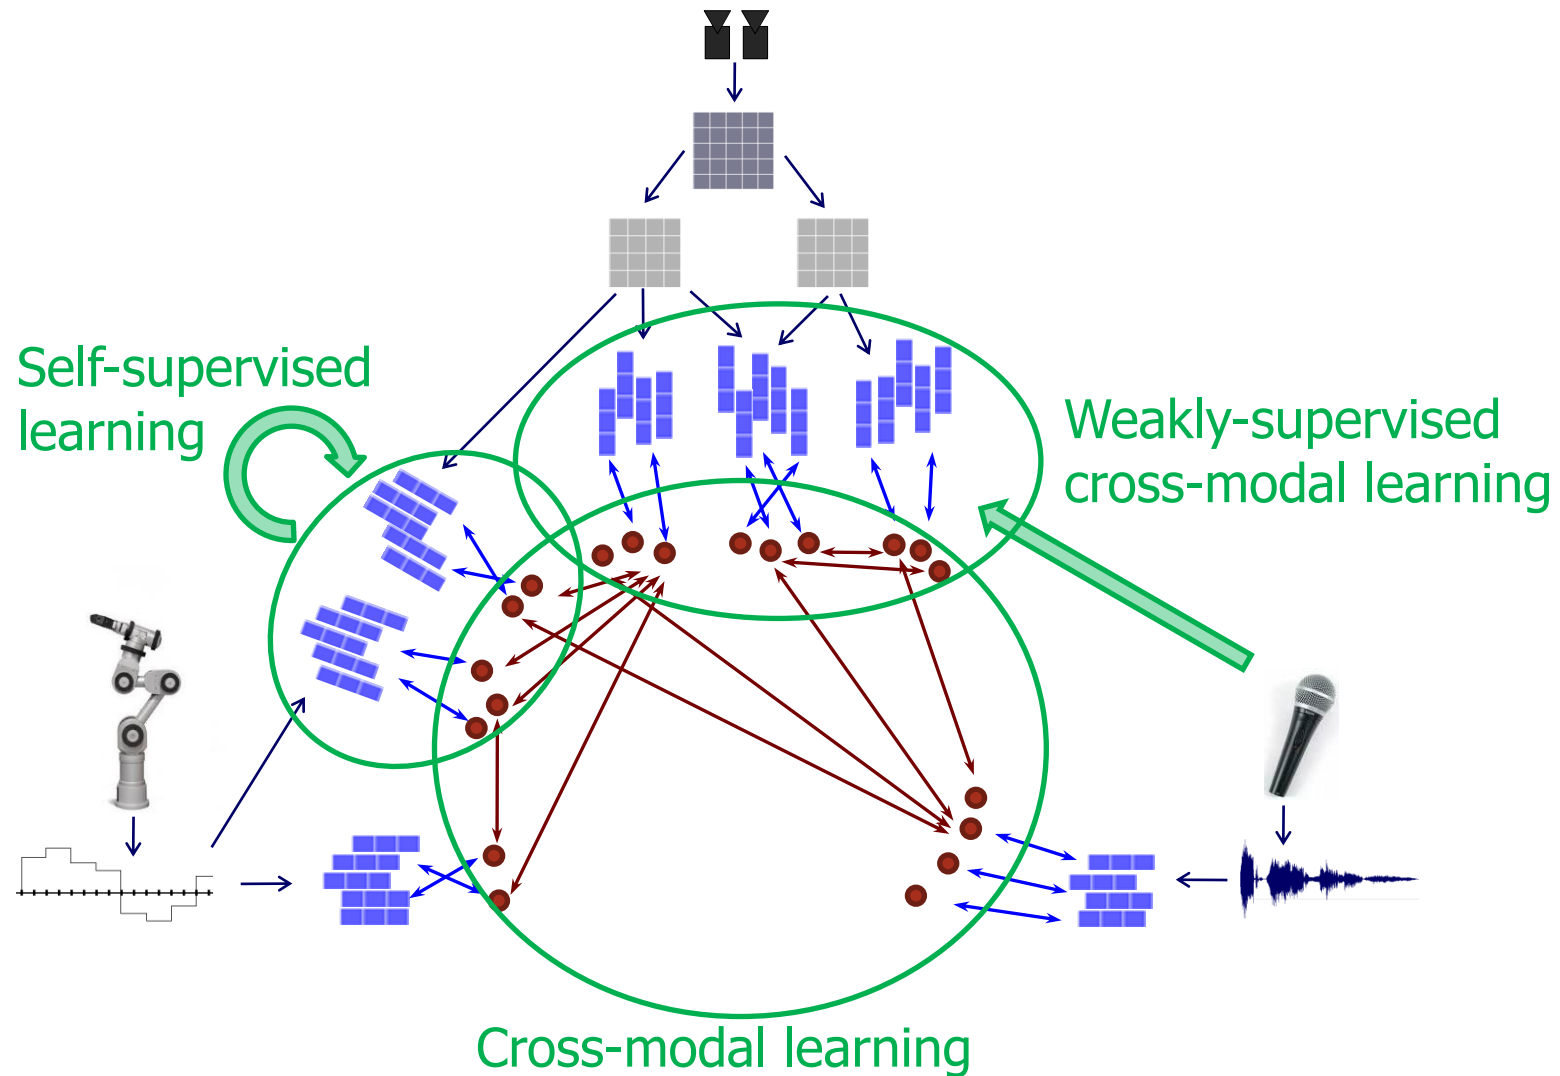 Self-supervised
learning
Weakly-supervised
cross-modal learning
Cross-modal learning